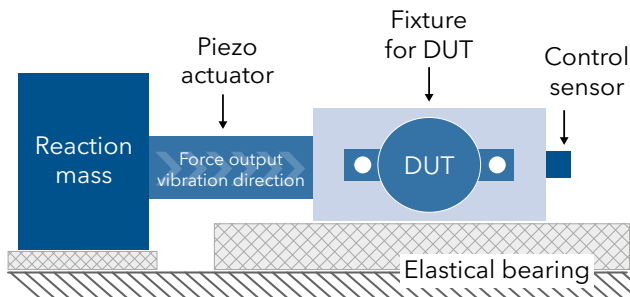 Piezo
actuator
Fixture
for DUT
Control
sensor
Reaction
mass
Force output
vibration direction
DUT
Elastical bearing